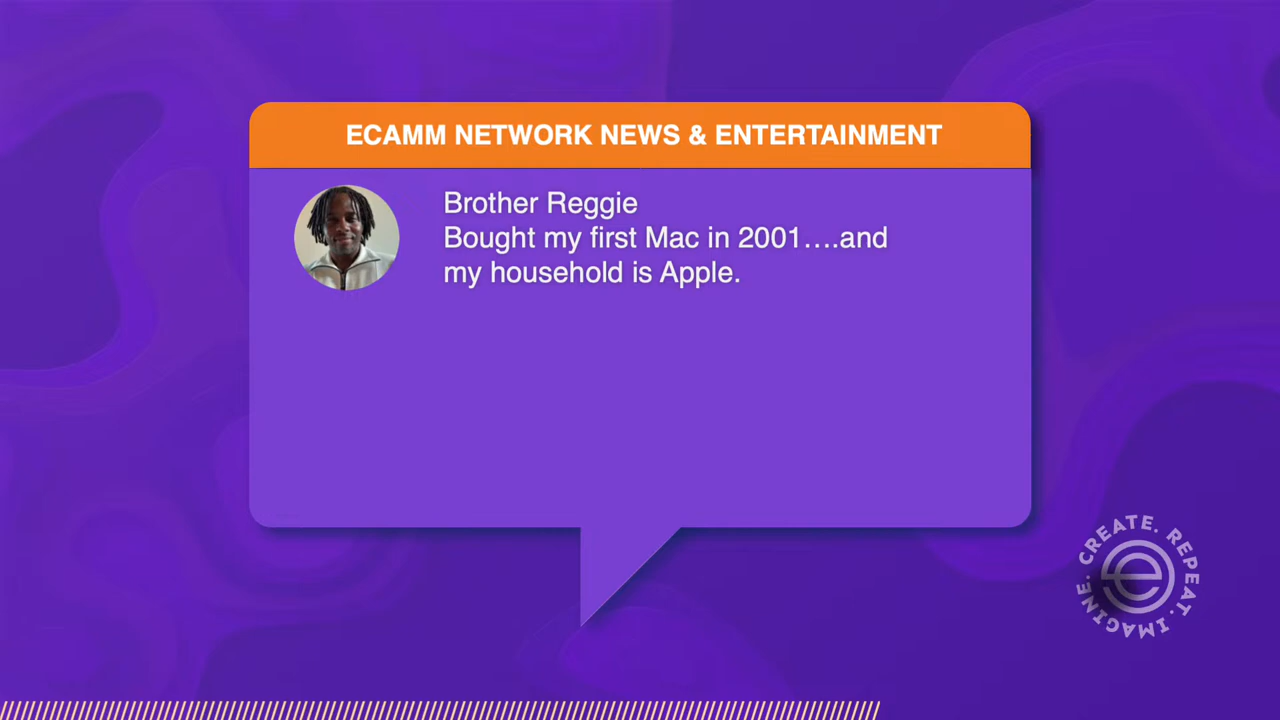 ECAMM NETWORK NEWS & ENTERTAINMENT
Brother Reggie
Bought my first Mac in 2001….and
my household is Apple.
CREATE. REPEAT. IMAGINE.
e